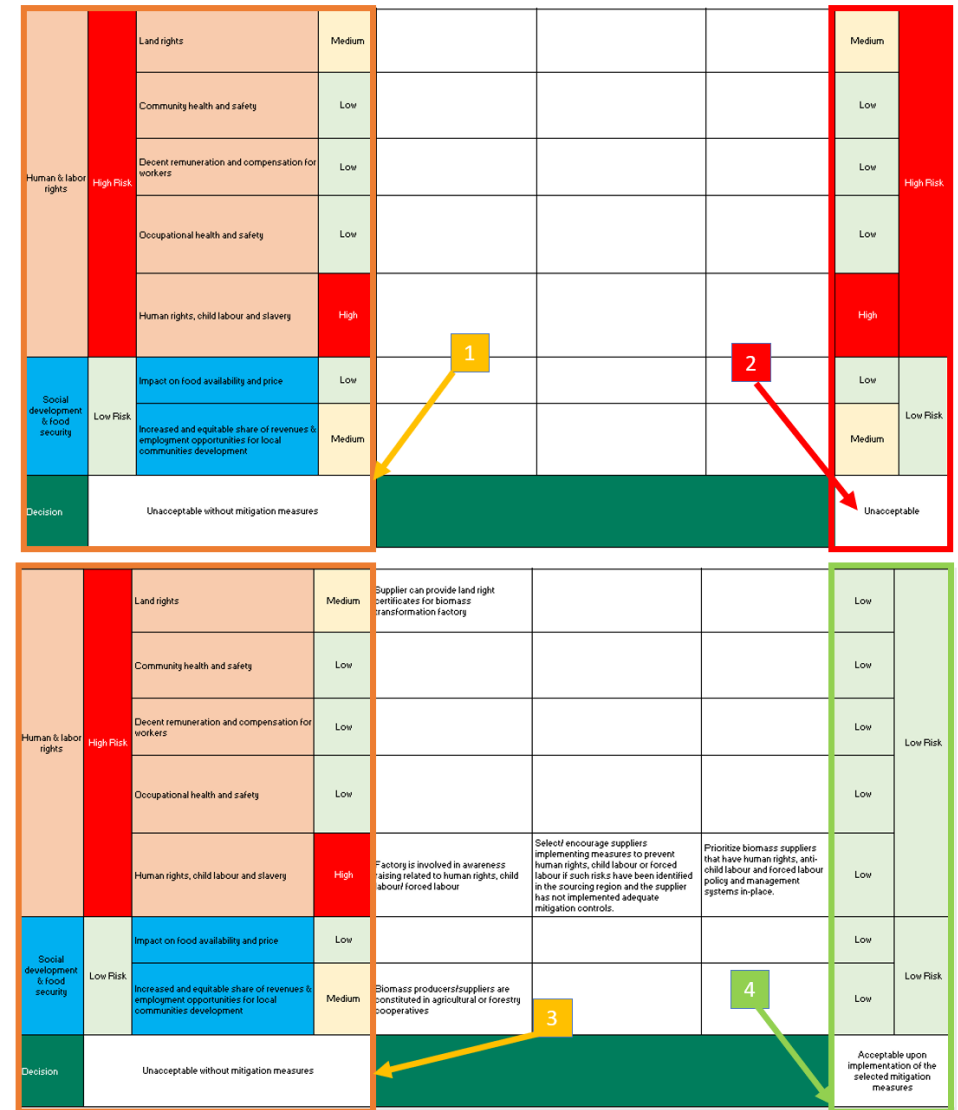 Human & labor
rights
High Risk
Land rights
Medium
Medium
High Risk
Community health and safety
Low
Low
Decent remuneration and compensation for
workers
Low
Low
Occupational health and safety
Low
Low
Human rights, child labour and slavery
High
High
1
2
Social
development
& food
security
Low Risk
Impact on food availability and price
Low
Low
Low Risk
Increased and equitable share of revenues &
employment opportunities for local
communities development
Medium
Medium
Decision
Unacceptable without mitigation measures
Unacceptable
Human & labor
rights
High Risk
Land rights
Medium
Supplier can provide land right
certificates for biomass
transformation factory
Low
Low Risk
Community health and safety
Low
Low
Decent remuneration and compensation for
workers
Low
Low
Occupational health and safety
Low
Low
Human rights, child labour and slavery
High
Factory is involved in awareness
raising related to human rights, child
labour/ forced labour
Select/ encourage suppliers
implementing measures to prevent
human rights, child labour or forced
labour if such risks have been identified
in the sourcing region and the supplier
has not implemented adequate
mitigation controls.
Prioritize biomass suppliers
that have human rights, anti-
child labour and forced labour
policy and management
systems in-place.
Low
Social
development
& food
security
Low Risk
Impact on food availability and price
Low
Low
Low Risk
Increased and equitable share of revenues &
employment opportunities for local
communities development
Medium
Biomass producers/suppliers are
constituted in agricultural or forestry
cooperatives
Low
3
4
Decision
Unacceptable without mitigation measures
Acceptable upon
implementation of the
selected mitigation
measures